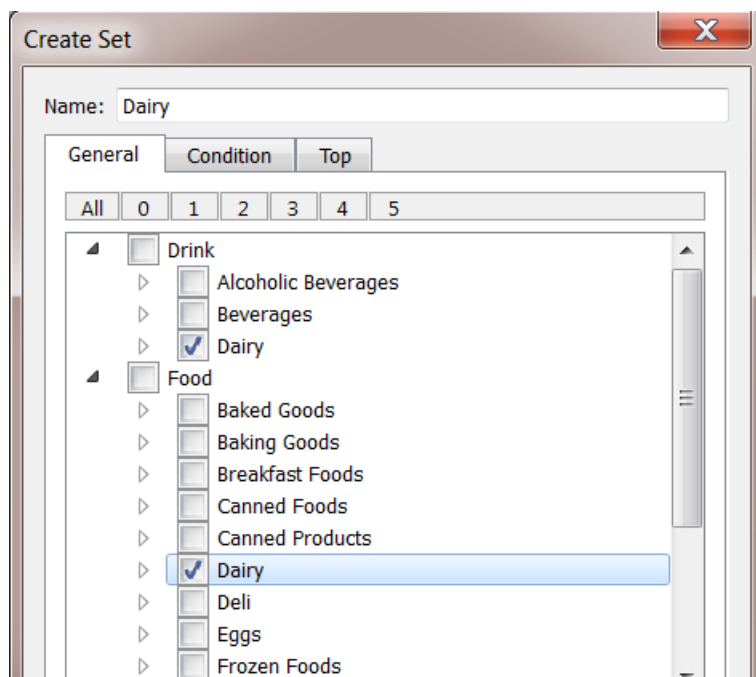 Create Set
Name: Dairy
General Condition Top
All 0 1 2 3 4 5
Drink
Alcoholic Beverages
Beverages
Dairy
Food
Baked Goods
Baking Goods
Breakfast Foods
Canned Foods
Canned Products
Dairy
Deli
Eggs
Frozen Foods